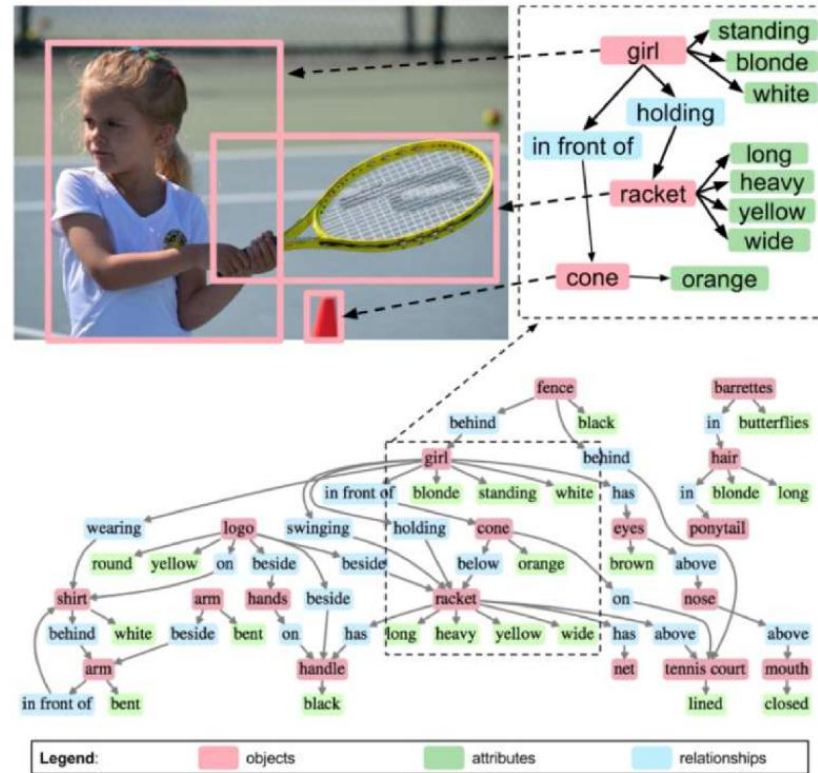 girl
standing
blonde
white
holding
in front of
racket
long
heavy
yellow
wide
cone
orange
fence
barrettes
behind
black
in
butterflies
girl
behind
hair
in front of
blonde
standing
white
has
in
blonde
long
wearing
logo
swinging
holding
cone
eyes
ponytail
round
yellow
on
beside
beside
below
orange
brown
above
shirt
arm
hands
beside
racket
on
nose
behind
white
beside
bent
on
has
long
heavy
yellow
wide
has
above
above
arm
handle
net
tennis court
mouth
in front of
bent
black
lined
closed
Legend: objects attributes relationships